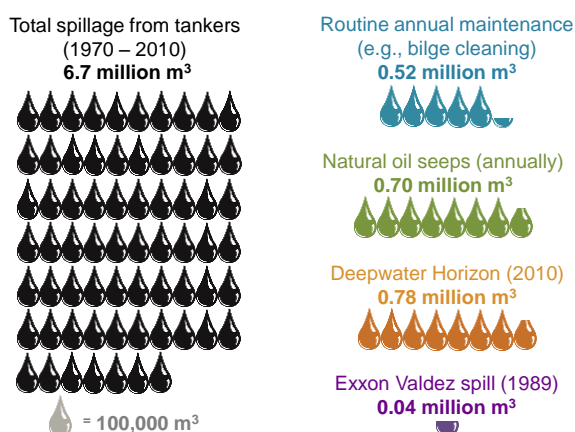 Total spillage from tankers
(1970 – 2010)
6.7 million m³
= 100,000 m³
Routine annual maintenance
(e.g., bilge cleaning)
0.52 million m³
Natural oil seeps (annually)
0.70 million m³
Deepwater Horizon (2010)
0.78 million m³
Exxon Valdez spill (1989)
0.04 million m³